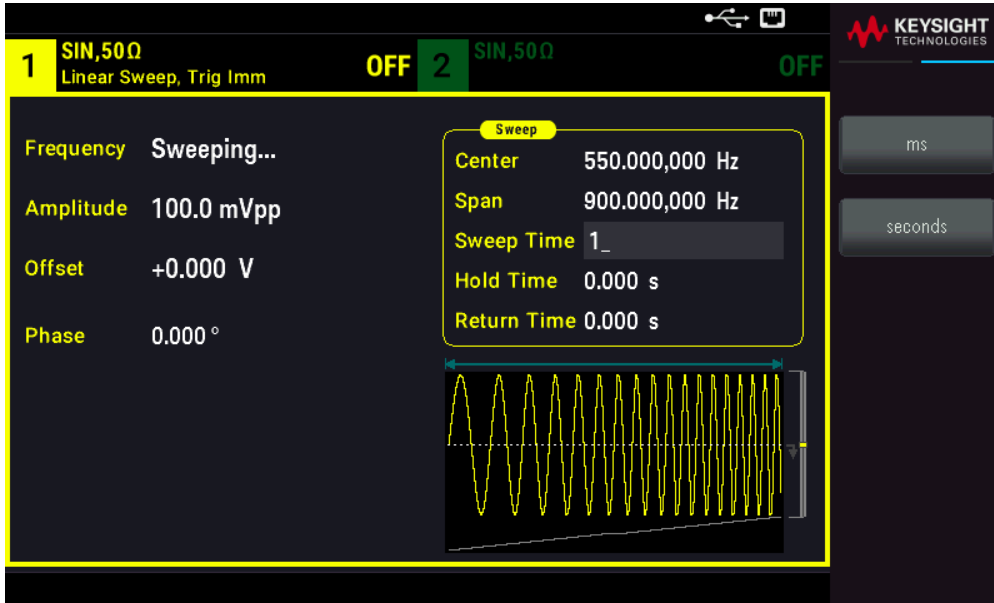 KEYSIGHT
TECHNOLOGIES
1
SIN,50Ω
Linear Sweep, Trig Imm
OFF
2
SIN,50Ω
OFF
Frequency Sweeping...
Amplitude 100.0 mVpp
Offset +0.000 V
Phase 0.000 °
Sweep
Center 550.000,000 Hz
Span 900.000,000 Hz
Sweep Time 1_
Hold Time 0.000 s
Return Time 0.000 s
ms
seconds